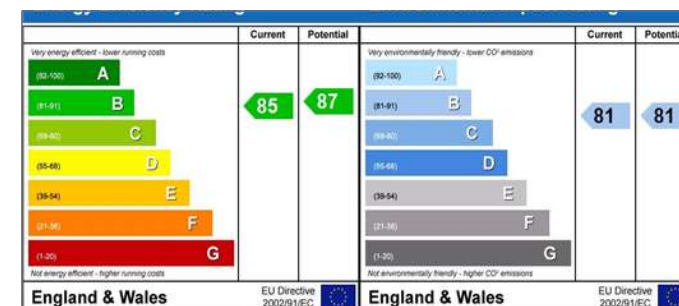 Current Potential
Very energy efficient - lower running costs
(92-100) A
(81-91) B
(69-80) C
(55-68) D
(39-54) E
(21-38) F
(1-20) G
85
87
Not energy efficient - higher running costs
England & Wales
EU Directive
2002/91/EC
Current Potentia
Very environmentally friendly - lower CO² emissions
(92-100) A
(81-91) B
(69-80) C
(55-68) D
(39-54) E
(21-38) F
(1-20) G
81
81
Not environmentally friendly - higher CO² emissions
England & Wales
EU Directive
2002/91/EC